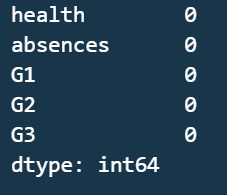 health 0
absences 0
G1 0
G2 0
G3 0
dtype: int64